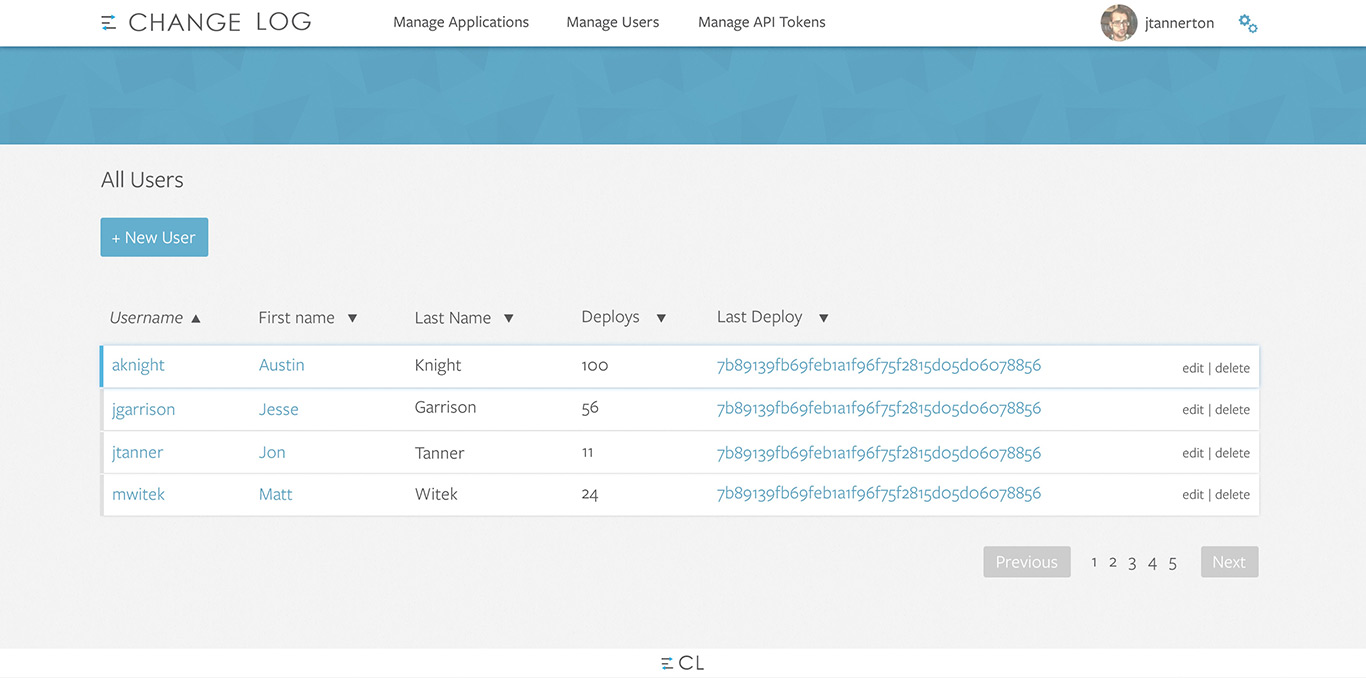 CHANGE LOG Manage Applications Manage Users Manage API Tokens jtannerton
All Users
+ New User
Username ▲ First name ▼ Last Name ▼ Deploys ▼ Last Deploy ▼
aknight Austin Knight 100 7b89139fb69feb1a1f96f75f2815d05d06078856 edit | delete
jgarrison Jesse Garrison 56 7b89139fb69feb1a1f96f75f2815d05d06078856 edit | delete
jtanner Jon Tanner 11 7b89139fb69feb1a1f96f75f2815d05d06078856 edit | delete
mwitek Matt Witek 24 7b89139fb69feb1a1f96f75f2815d05d06078856 edit | delete
Previous 1 2 3 4 5 Next
CL